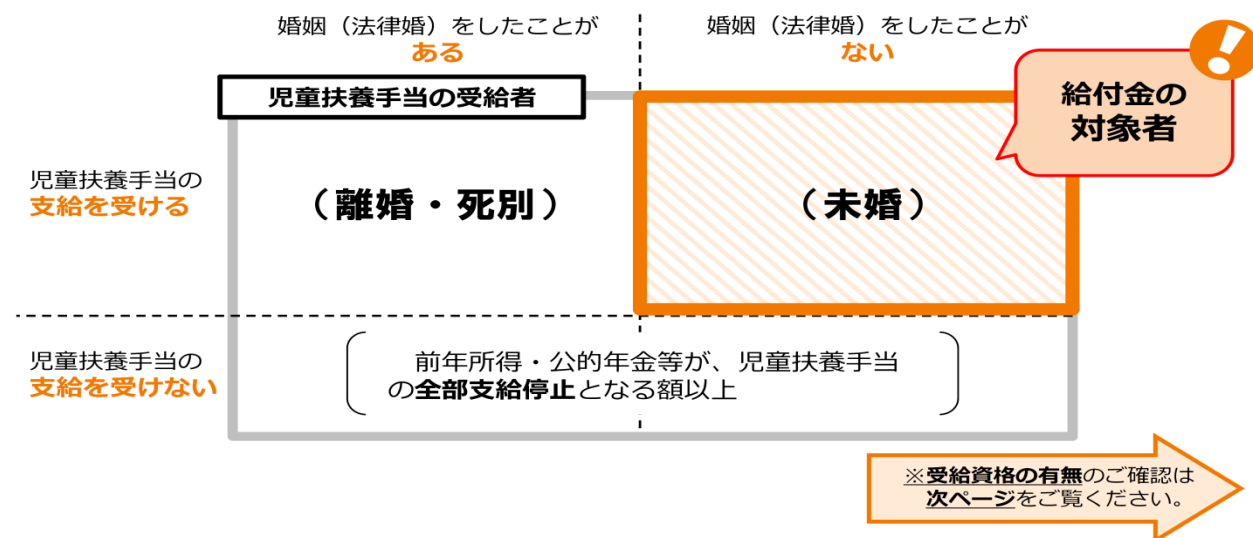 婚姻（法律婚）をしたことが
ある
婚姻（法律婚）をしたことが
ない
児童扶養手当の受給者
給付金の
対象者
児童扶養手当の
支給を受ける
（離婚・死別）
（未婚）
児童扶養手当の
支給を受けない
前年所得・公的年金等が、児童扶養手当
の全部支給停止となる額以上
※受給資格の有無のご確認は
次ページをご覧ください。